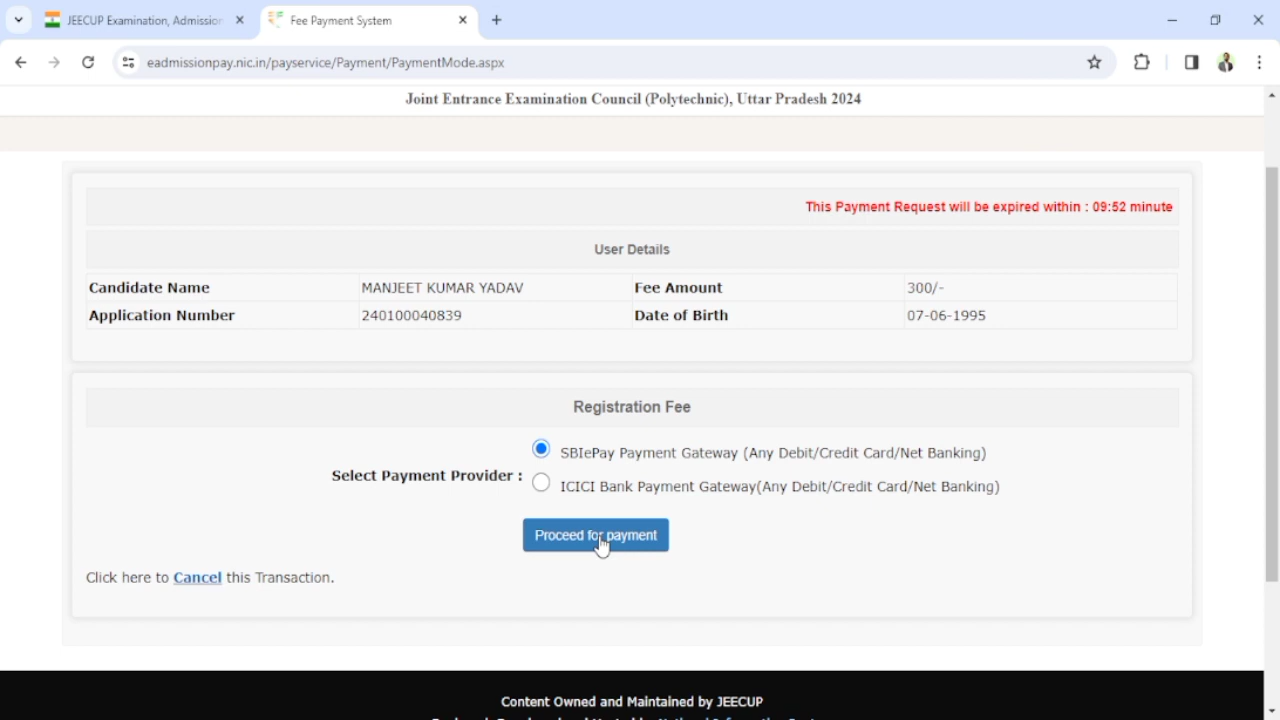 JEECUP Examination, Admission
Fee Payment System
eadmissionpay.nic.in/payservice/Payment/PaymentMode.aspx
Joint Entrance Examination Council (Polytechnic), Uttar Pradesh 2024
This Payment Request will be expired within : 09:52 minute
User Details
Candidate Name MANJEET KUMAR YADAV Fee Amount 300/-
Application Number 240100040839 Date of Birth 07-06-1995
Registration Fee
Select Payment Provider :
SBIePay Payment Gateway (Any Debit/Credit Card/Net Banking)
ICICI Bank Payment Gateway(Any Debit/Credit Card/Net Banking)
Proceed for payment
Click here to Cancel this Transaction.
Content Owned and Maintained by JEECUP